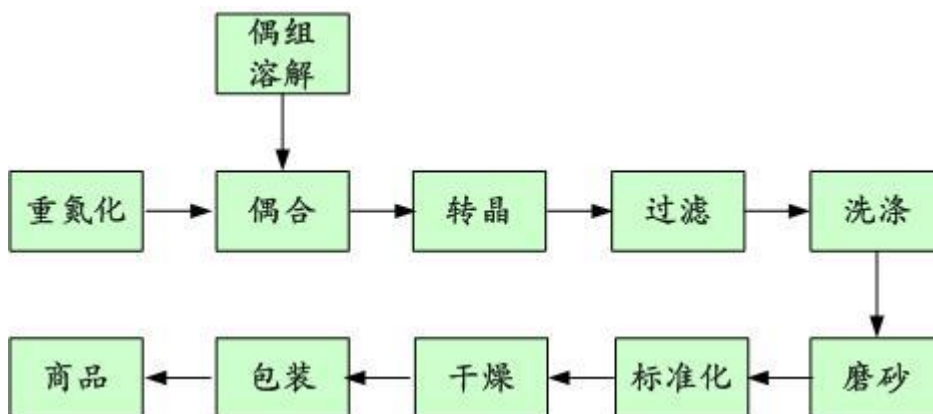 偶组
溶解
重氮化
偶合
转晶
过滤
洗涤
商品
包装
干燥
标准化
磨砂